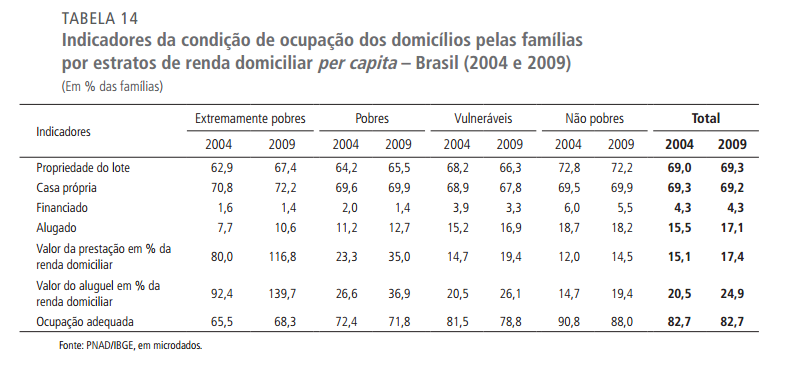 TABELA 14
Indicadores da condição de ocupação dos domicílios pelas famílias
por estratos de renda domiciliar per capita – Brasil (2004 e 2009)
(Em % das famílias)
Indicadores Extremamente pobres Pobres Vulneráveis Não pobres Total
2004 2009 2004 2009 2004 2009 2004 2009 2004 2009
Propriedade do lote 62,9 67,4 64,2 65,5 68,2 66,3 72,8 72,2 69,0 69,3
Casa própria 70,8 72,2 69,6 69,9 68,9 67,8 69,5 69,9 69,3 69,2
Financiado 1,6 1,4 2,0 1,4 3,9 3,3 6,0 5,5 4,3 4,3
Alugado 7,7 10,6 11,2 12,7 15,2 16,9 18,7 18,2 15,5 17,1
Valor da prestação em % da
renda domiciliar 80,0 116,8 23,3 35,0 14,7 19,4 12,0 14,5 15,1 17,4
Valor do aluguel em % da
renda domiciliar 92,4 139,7 26,6 36,9 20,5 26,1 14,7 19,4 20,5 24,9
Ocupação adequada 65,5 68,3 72,4 71,8 81,5 78,8 90,8 88,0 82,7 82,7
Fonte: PNAD/IBGE, em microdados.